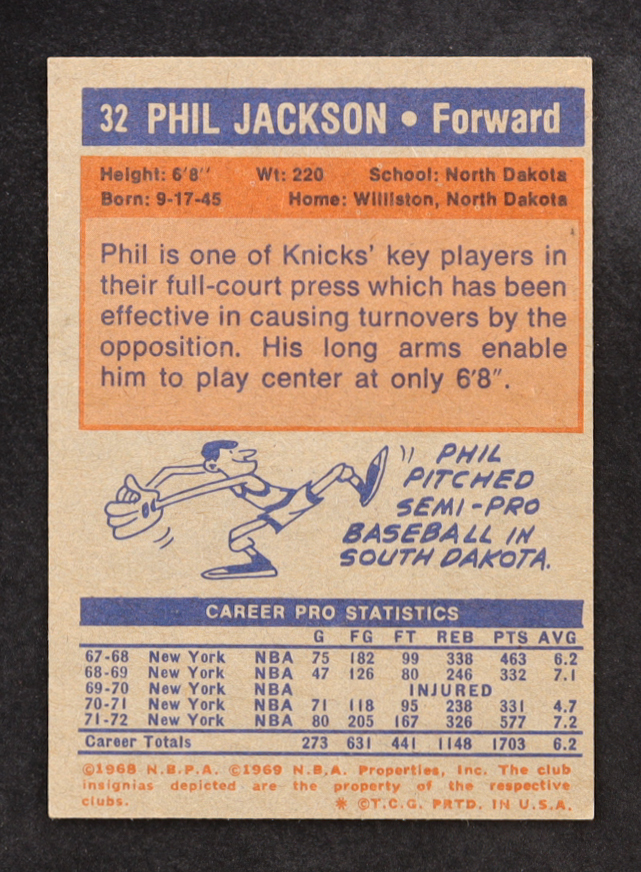 32 PHIL JACKSON • Forward
Height: 6'8'' Wt: 220 School: North Dakota
Born: 9-17-45 Home: Williston, North Dakota
Phil is one of Knicks' key players in
their full-court press which has been
effective in causing turnovers by the
opposition. His long arms enable
him to play center at only 6'8".
PHIL
PITCHED
SEMI-PRO
BASEBALL IN
SOUTH DAKOTA.
CAREER PRO STATISTICS
G FG FT REB PTS AVG
67-68 New York NBA 75 182 99 338 463 6.2
68-69 New York NBA 47 126 80 246 332 7.1
69-70 New York NBA INJURED
70-71 New York NBA 71 118 95 238 331 4.7
71-72 New York NBA 80 205 167 326 577 7.2
Career Totals 273 631 441 1148 1703 6.2
©1968 N.B.P.A. ©1969 N.B.A. Properties, Inc. The club
insignias depicted are the property of the respective
clubs. * ©T.C.G. PRTD. IN U.S.A.